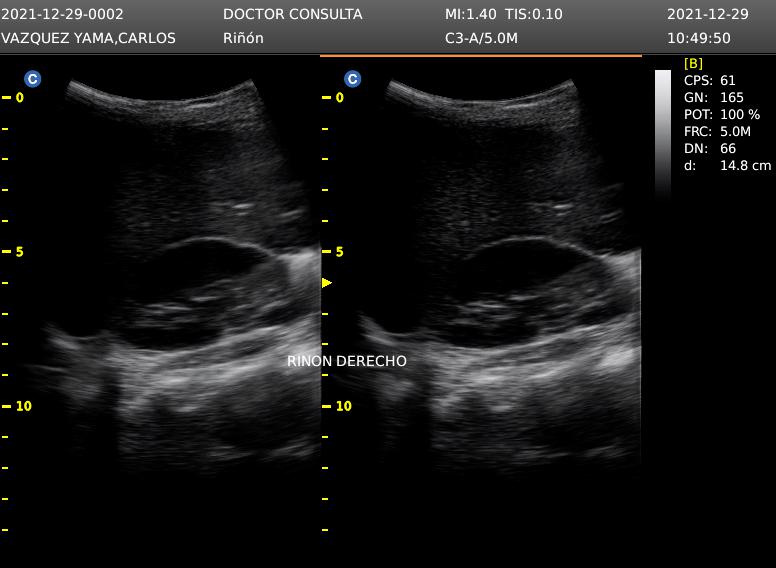 2021-12-29-0002 DOCTOR CONSULTA MI:1.40 TIS:0.10 2021-12-29
VAZQUEZ YAMA,CARLOS Riñón C3-A/5.0M 10:49:50
C C [B]
0 0 CPS: 61
GN: 165
POT: 100 %
FRC: 5.0M
DN: 66
d: 14.8 cm
5 5
RINON DERECHO
10 10